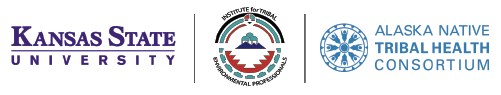 KANSAS STATE
UNIVERSITY
INSTITUTE for TRIBAL
ENVIRONMENTAL PROFESSIONALS
ALASKA NATIVE
TRIBAL HEALTH
CONSORTIUM